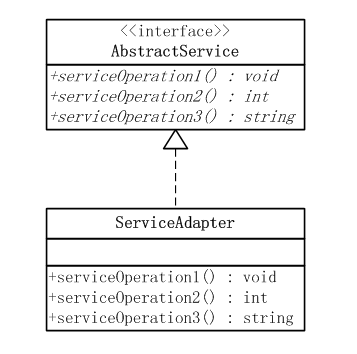 <<interface>>
AbstractService
+serviceOperation1() : void
+serviceOperation2() : int
+serviceOperation3() : string
ServiceAdapter
+serviceOperation1() : void
+serviceOperation2() : int
+serviceOperation3() : string